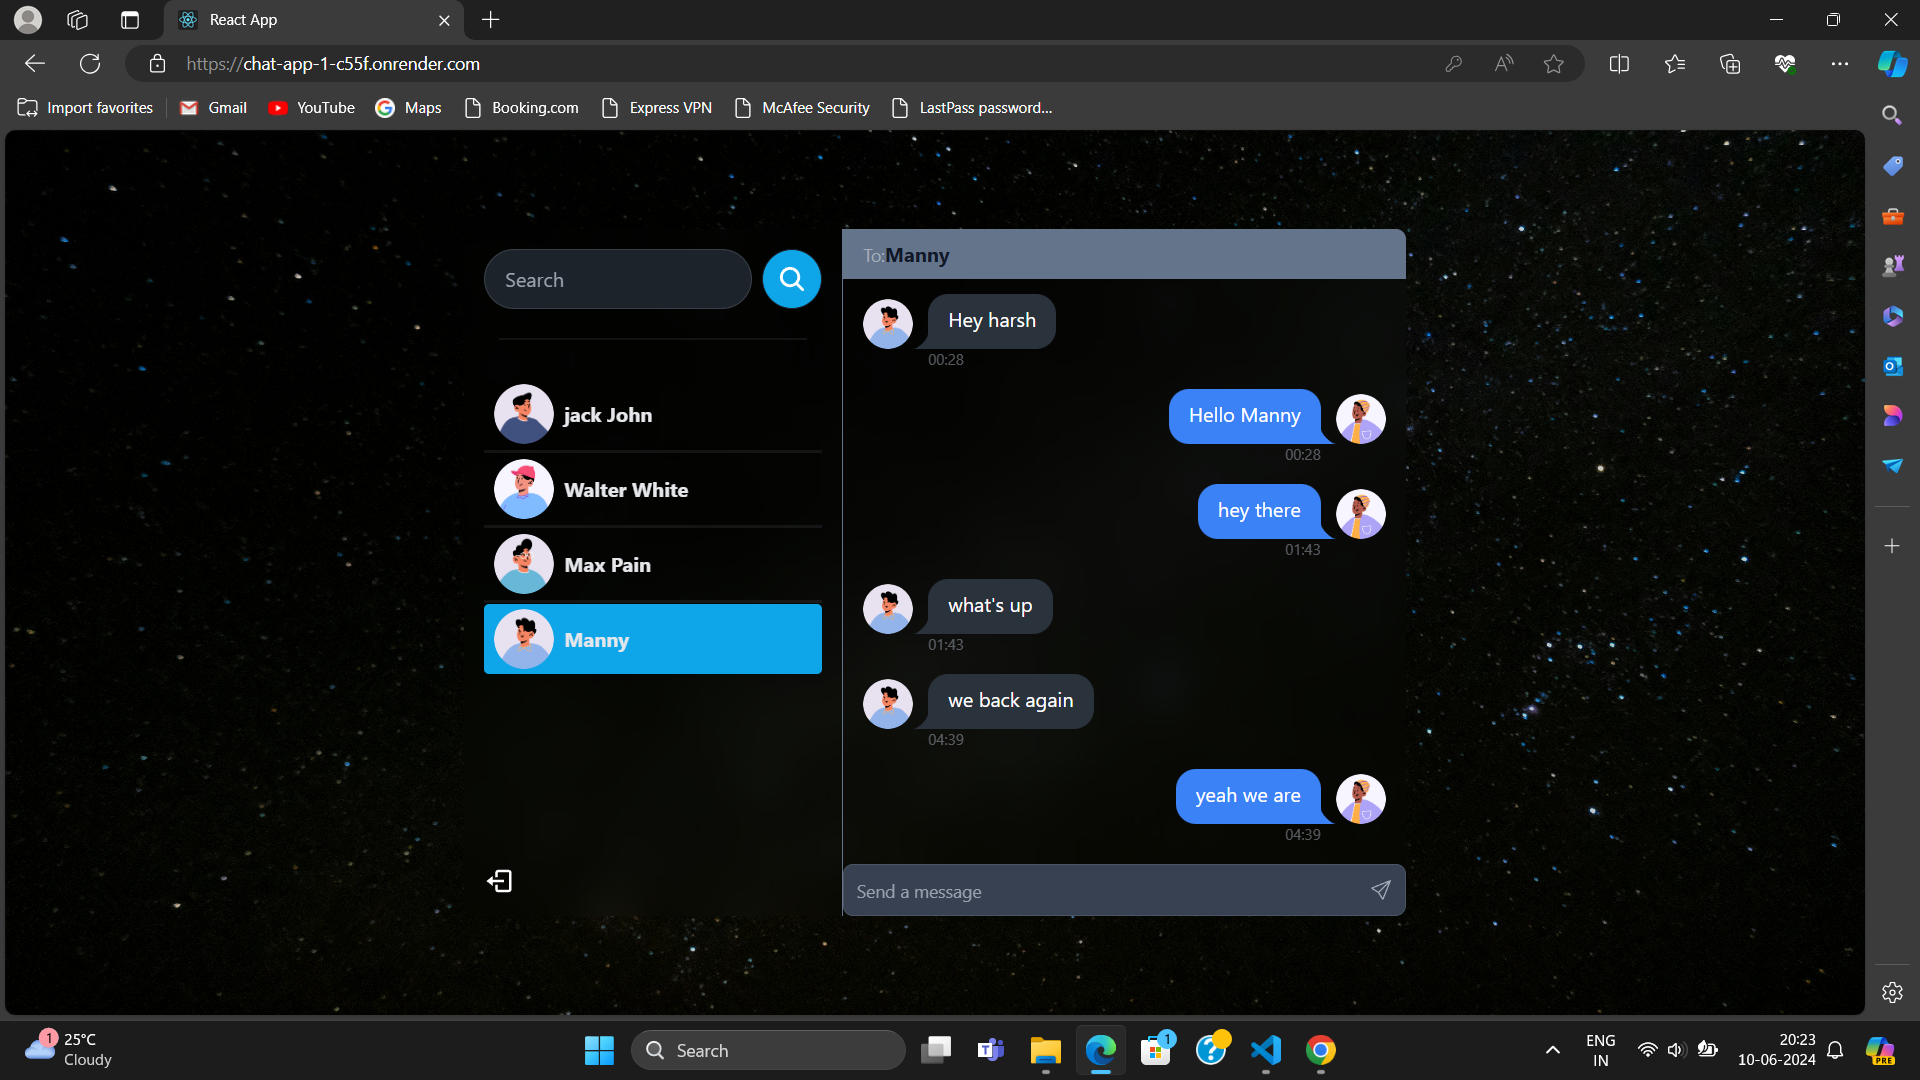 React App
https://chat-app-1-c55f.onrender.com
Import favorites
Gmail
YouTube
Maps
Booking.com
Express VPN
McAfee Security
LastPass password...
Search
jack John
Walter White
Max Pain
Manny
To:Manny
Hey harsh
00:28
Hello Manny
00:28
hey there
01:43
what's up
01:43
we back again
04:39
yeah we are
04:39
Send a message
1
25°C
Cloudy
Search
1
ENG
IN
20:23
10-06-2024
PRE